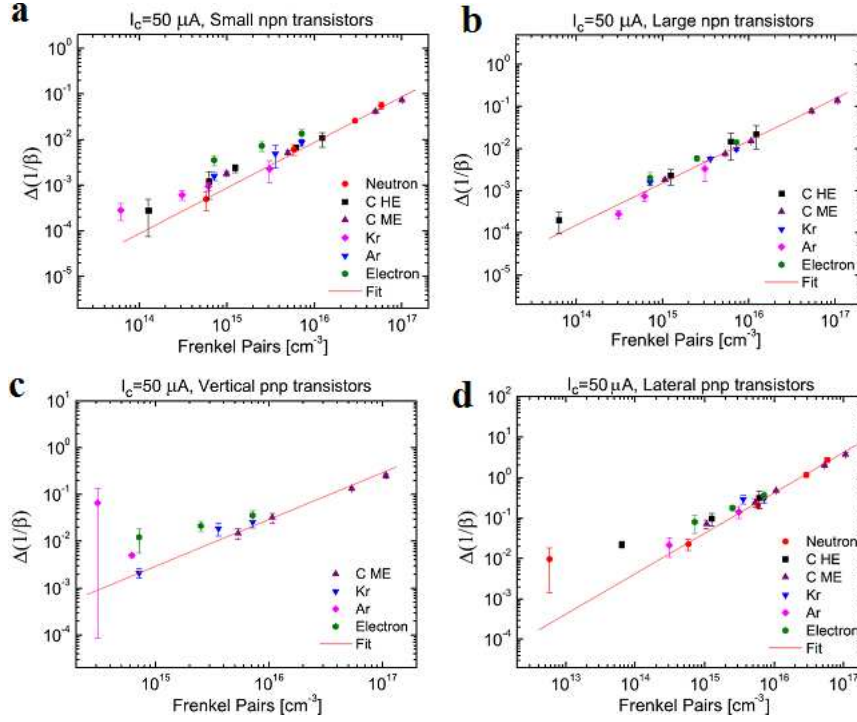 a
I_C=50 μA, Small npn transistors
10^0
10^-1
10^-2
10^-3
10^-4
10^-5
Δ(1/β)
Neutron
C HE
C ME
Kr
Ar
Electron
Fit
10^14 10^15 10^16 10^17
Frenkel Pairs [cm^-3]
b
I_C=50 μA, Large npn transistors
10^0
10^-1
10^-2
10^-3
10^-4
10^-5
Δ(1/β)
C HE
C ME
Kr
Ar
Electron
Fit
10^14 10^15 10^16 10^17
Frenkel Pairs [cm^-3]
c
I_C=50 μA, Vertical pnp transistors
10^1
10^0
10^-1
10^-2
10^-3
10^-4
Δ(1/β)
C ME
Kr
Ar
Electron
Fit
10^15 10^16 10^17
Frenkel Pairs [cm^-3]
d
I_C=50 μA, Lateral pnp transistors
10^2
10^1
10^0
10^-1
10^-2
10^-3
10^-4
Δ(1/β)
Neutron
C HE
C ME
Kr
Ar
Electron
Fit
10^13 10^14 10^15 10^16 10^17
Frenkel Pairs [cm^-3]